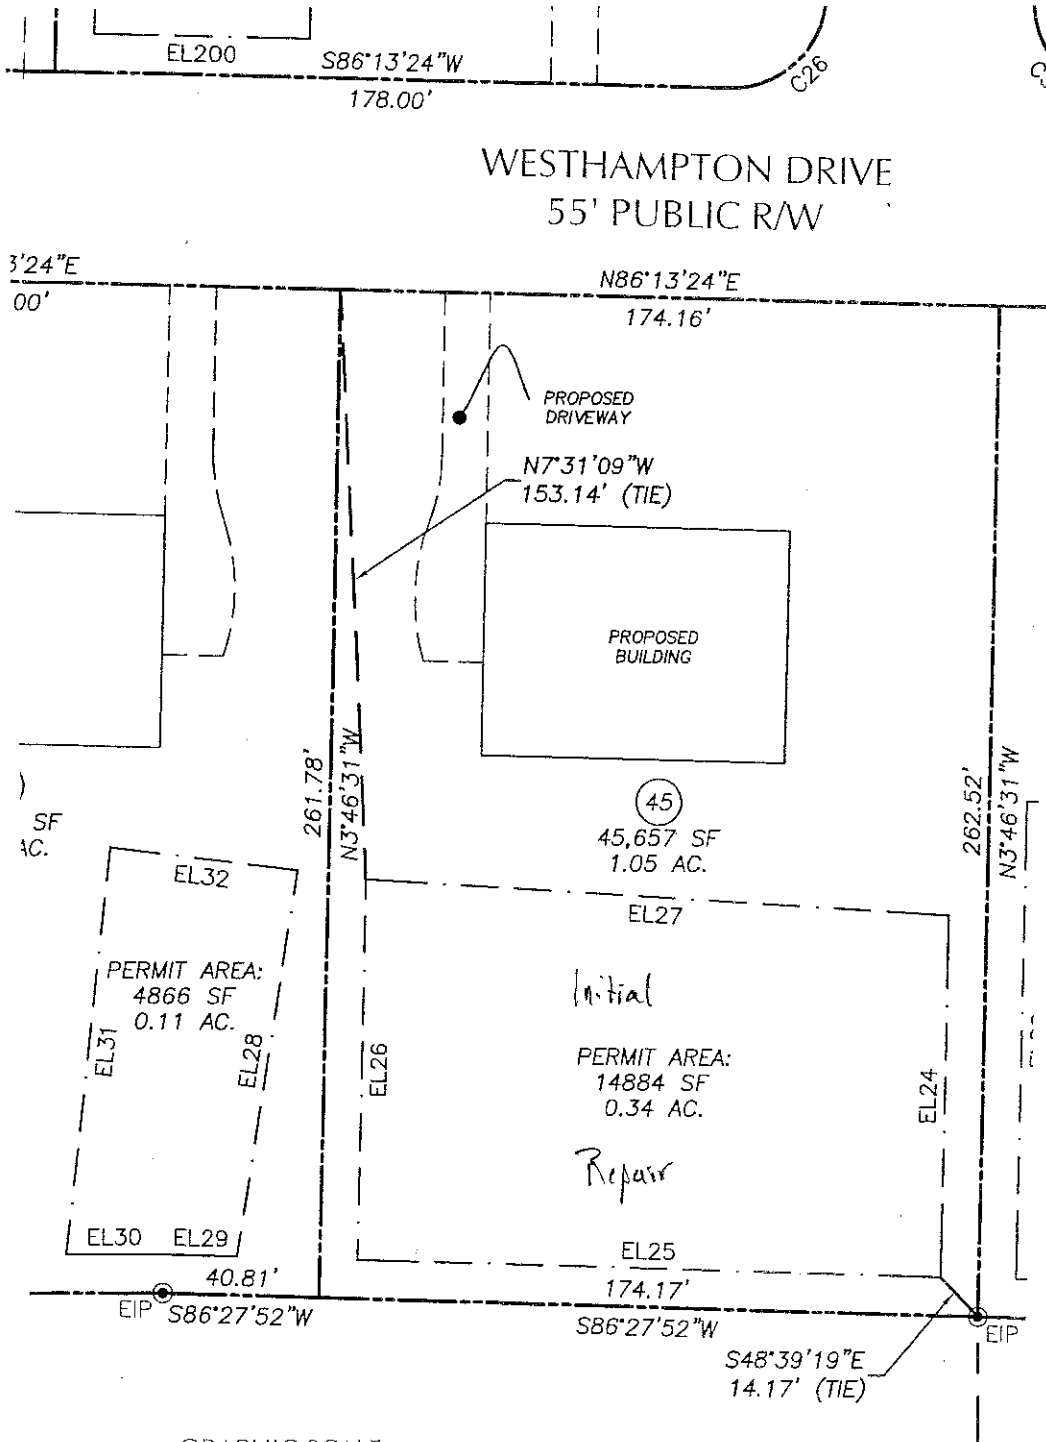 EL200
S86°13'24"W
178.00'
C26
WESTHAMPTON DRIVE
55' PUBLIC R/W
3'24"E
00'
N86°13'24"E
174.16'
PROPOSED
DRIVEWAY
N7°31'09"W
153.14' (TIE)
PROPOSED
BUILDING
261.78'
N3°46'31"W
262.52'
N3°46'31"W
45
45,657 SF
1.05 AC.
)
SF
AC.
EL32
EL27
PERMIT AREA:
4866 SF
0.11 AC.
EL31
EL28
EL26
Initial
PERMIT AREA:
14884 SF
0.34 AC.
EL24
Repair
EL30
EL29
EL25
40.81'
174.17'
EIP
S86°27'52"W
S86°27'52"W
EIP
S48°39'19"E
14.17' (TIE)